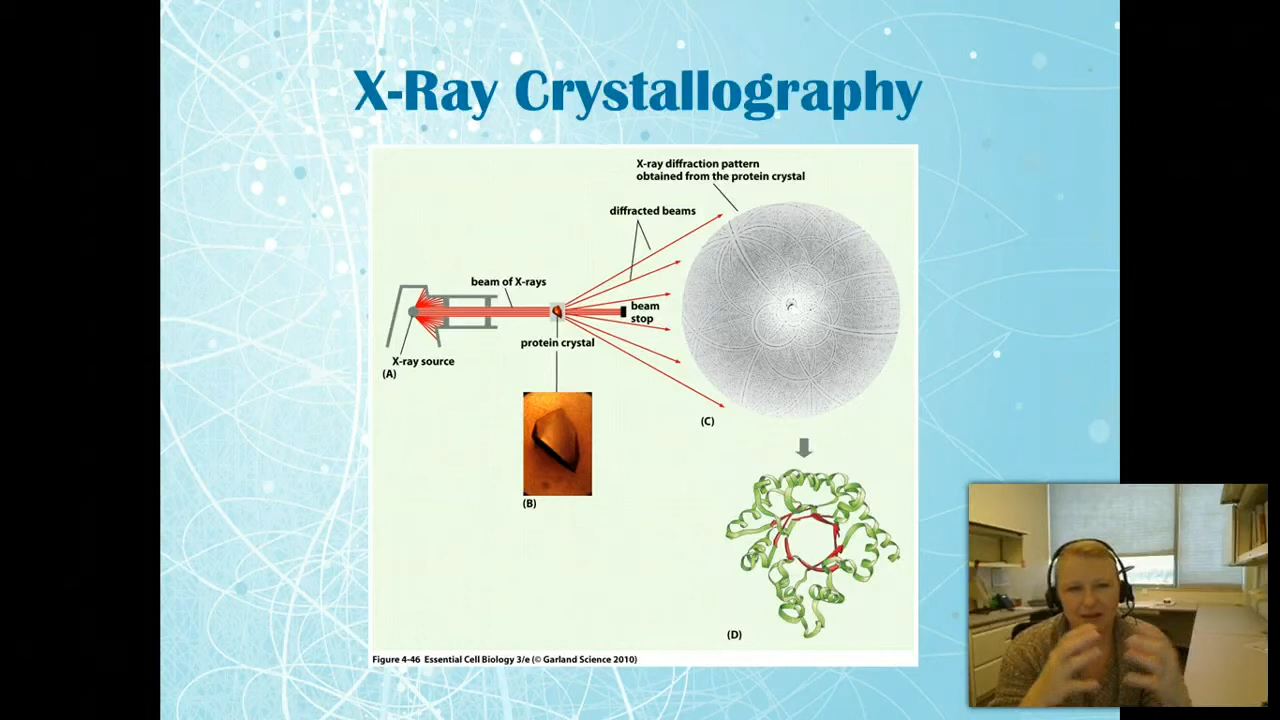 X-Ray Crystallography
X-ray diffraction pattern
obtained from the protein crystal
diffracted beams
beam of X-rays
beam
stop
protein crystal
X-ray source
(A)
(C)
(B)
(D)
Figure 4-46 Essential Cell Biology 3/e (© Garland Science 2010)